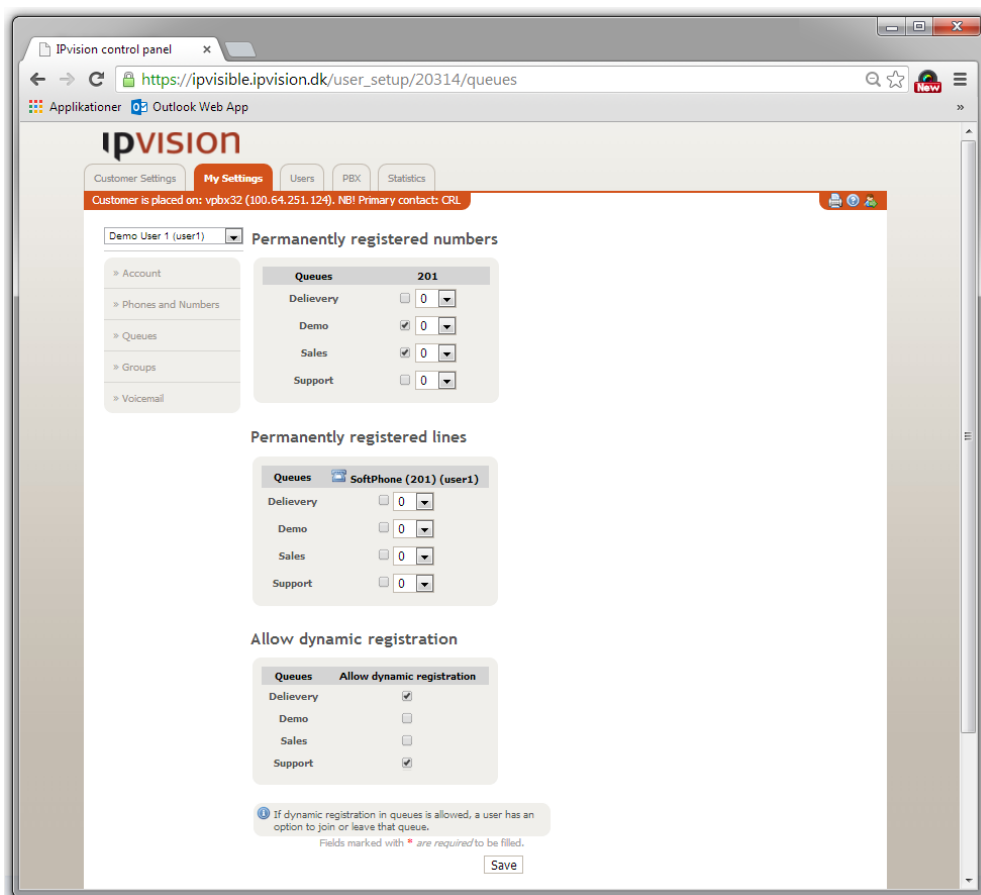 IPvision control panel
https://ipvisible.ipvision.dk/user_setup/20314/queues
New
Applikationer Outlook Web App »
ipvision
Customer Settings My Settings Users PBX Statistics
Customer is placed on: vpbx32 (100.64.251.124). NB! Primary contact: CRL
Demo User 1 (user1)
» Account
» Phones and Numbers
» Queues
» Groups
» Voicemail
Permanently registered numbers
Queues 201
Delievery 0
Demo 0
Sales 0
Support 0
Permanently registered lines
Queues SoftPhone (201) (user1)
Delievery 0
Demo 0
Sales 0
Support 0
Allow dynamic registration
Queues Allow dynamic registration
Delievery
Demo
Sales
Support
If dynamic registration in queues is allowed, a user has an
option to join or leave that queue.
Fields marked with * are required to be filled.
Save